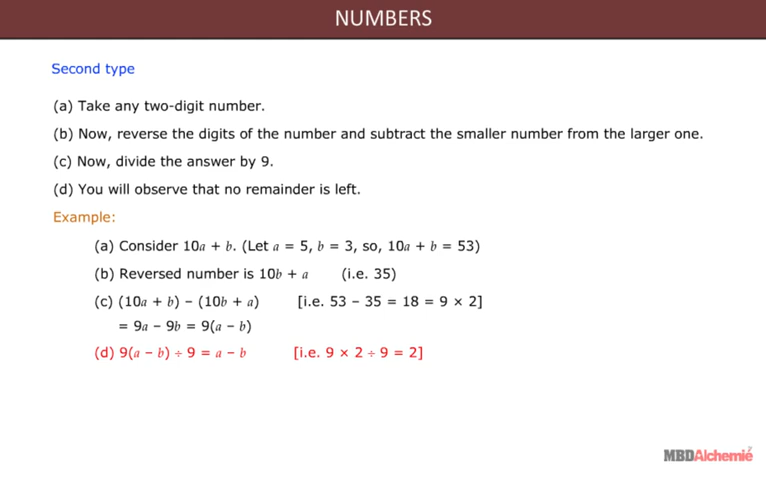 NUMBERS
Second type
(a) Take any two-digit number.
(b) Now, reverse the digits of the number and subtract the smaller number from the larger one.
(c) Now, divide the answer by 9.
(d) You will observe that no remainder is left.
Example:
(a) Consider 10a + b. (Let a = 5, b = 3, so, 10a + b = 53)
(b) Reversed number is 10b + a (i.e. 35)
(c) (10a + b) − (10b + a) [i.e. 53 − 35 = 18 = 9 × 2]
= 9a − 9b = 9(a − b)
(d) 9(a − b) ÷ 9 = a − b [i.e. 9 × 2 ÷ 9 = 2]
MBDAlchemie